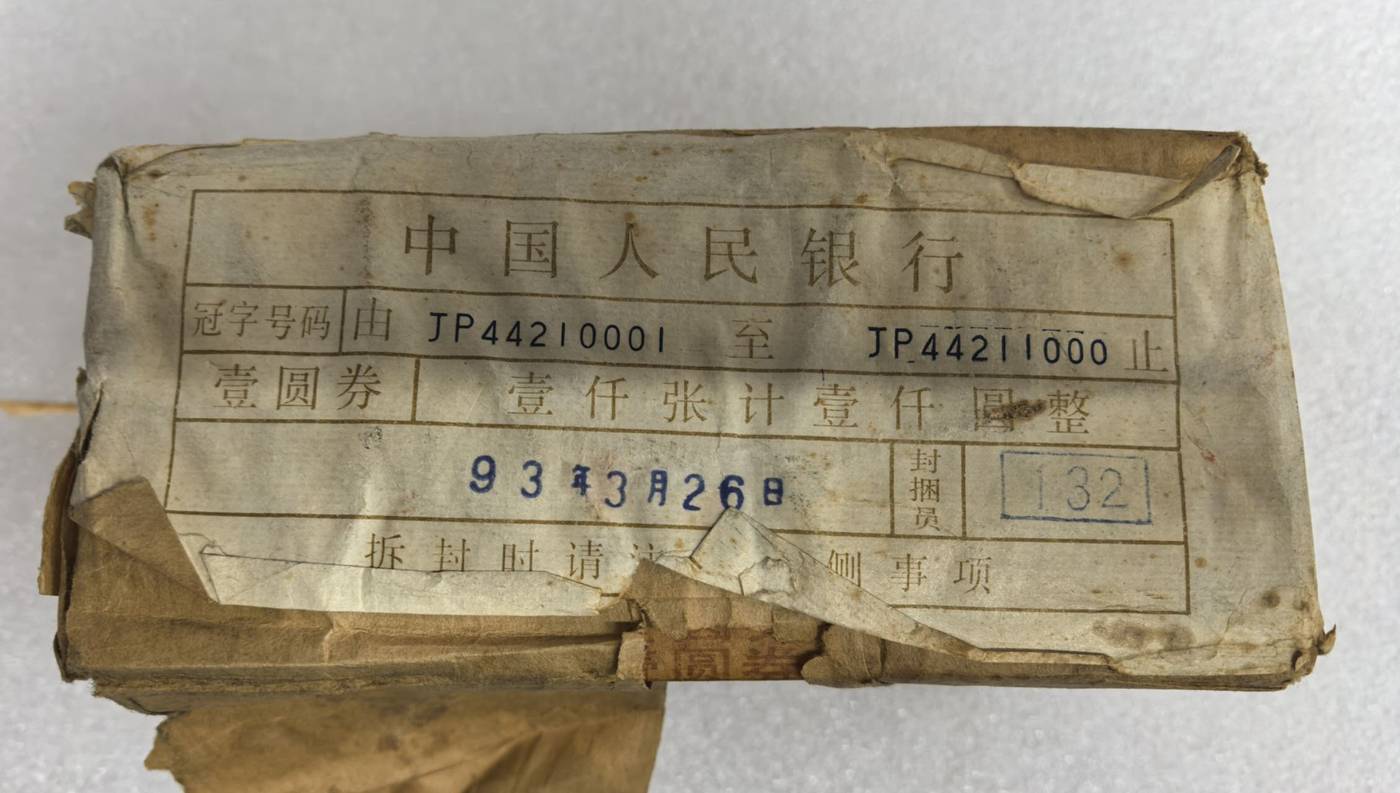 中国人民银行
冠字号码 由 JP44210001 至 JP44211000 止
壹圆券 壹仟张计壹仟圆整
93年3月26日 封捆员 132
拆封时请 侧事项
圆券